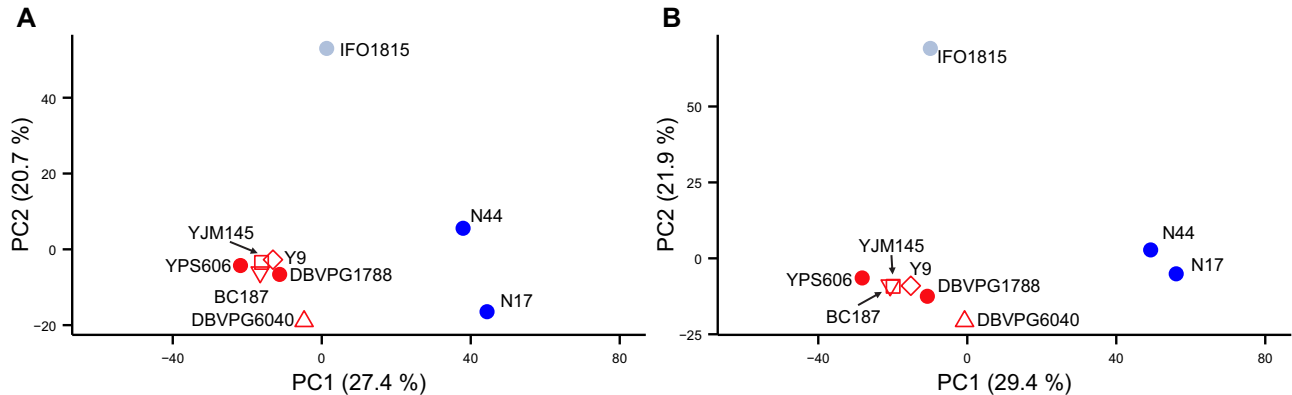 A
IFO1815
40
20
0
−20
PC2 (20.7 %)
N44
YJM145
Y9
YPS606
DBVPG1788
BC187
N17
DBVPG6040
−40
0
40
80
PC1 (27.4 %)
B
IFO1815
50
25
0
−25
PC2 (21.9 %)
N44
YJM145
N17
Y9
YPS606
DBVPG1788
BC187
DBVPG6040
−40
0
40
80
PC1 (29.4 %)